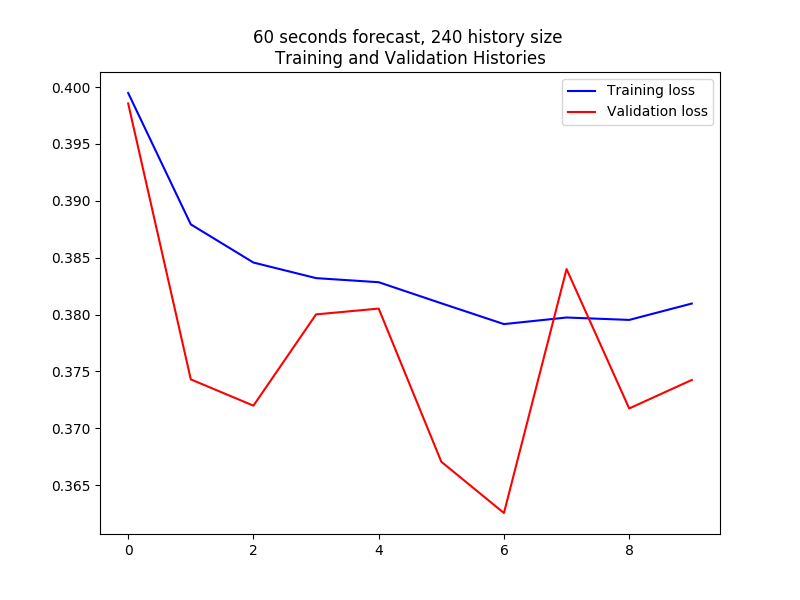 60 seconds forecast, 240 history size
Training and Validation Histories
Training loss
Validation loss
0.400
0.395
0.390
0.385
0.380
0.375
0.370
0.365
0 2 4 6 8